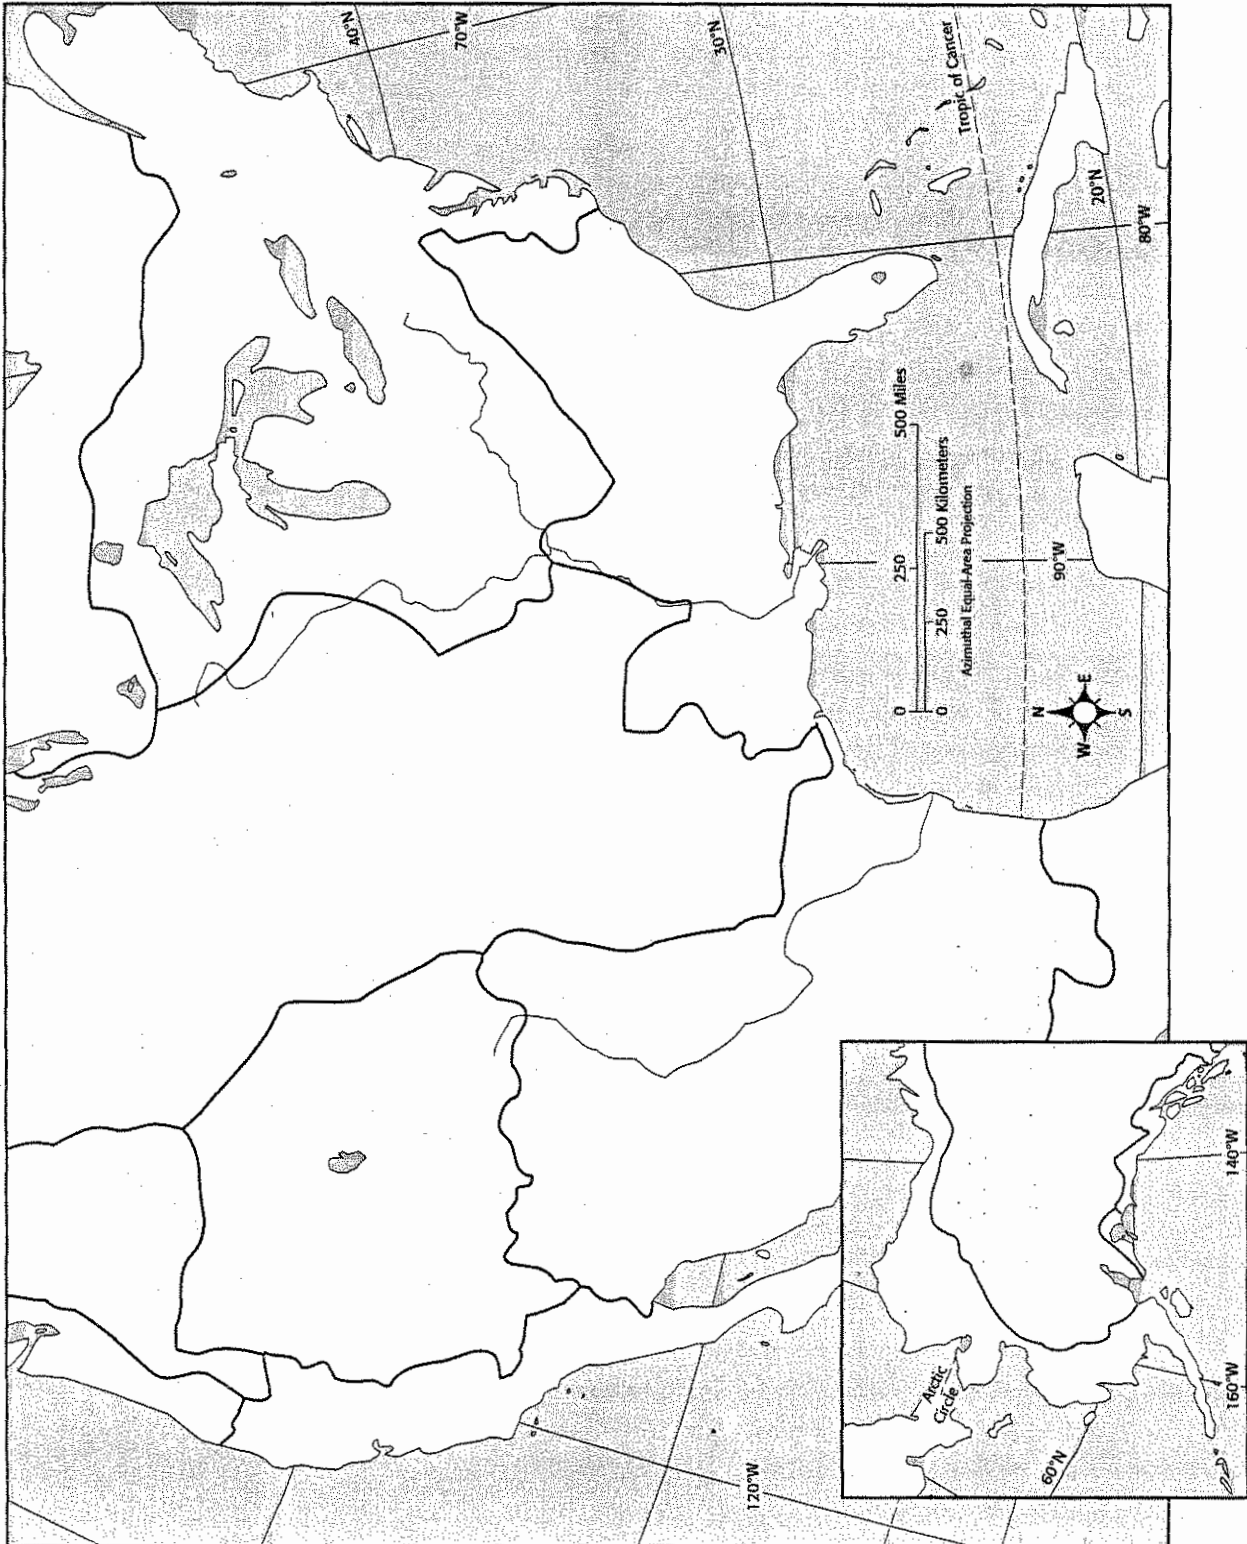 40°N
70°W
30°N
Tropic of Cancer
20°N
80°W
0 250 500 Miles
0 250 500 Kilometers
Azimuthal Equal-Area Projection
90°W
N
W E
S
120°W
Arctic
Circle
60°N
140°W
160°W